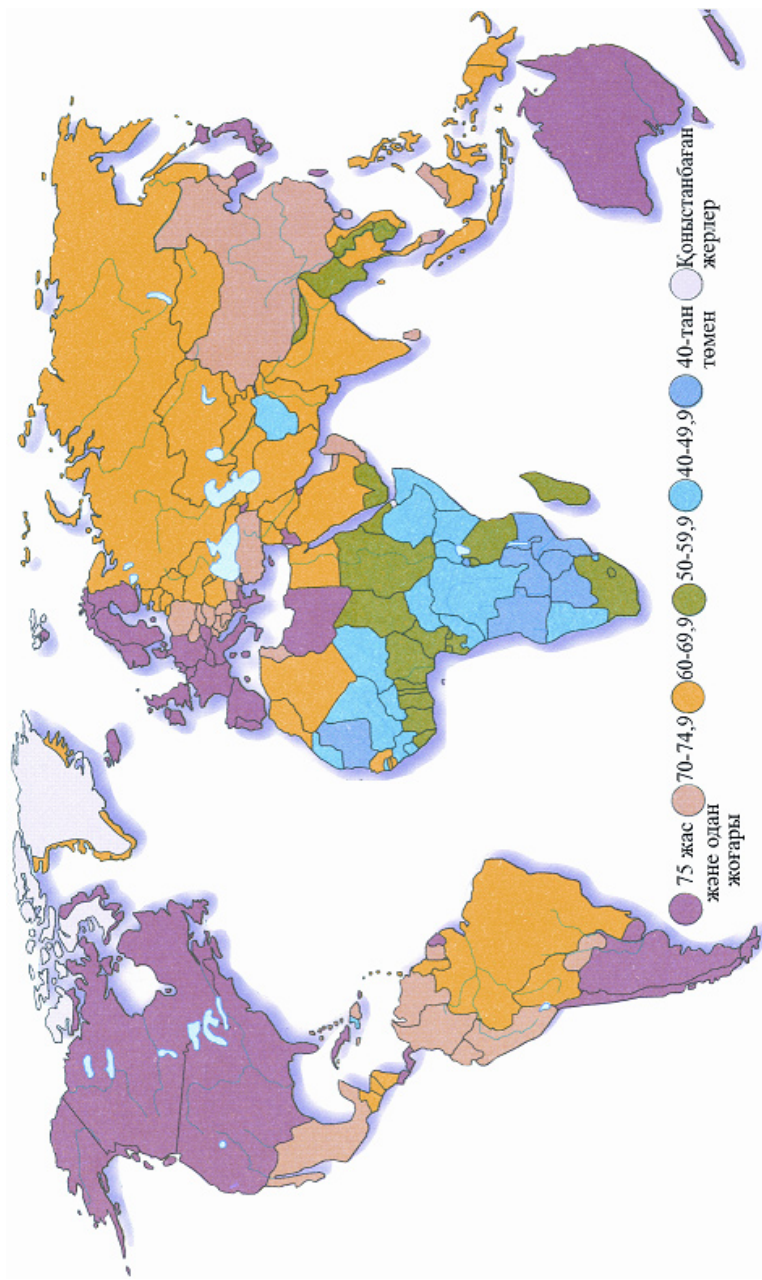 75 жас
және одан
жоғары
70-74,9
60-69,9
50-59,9
40-49,9
40-тан
төмен
Қоныстанбаған
жерлер